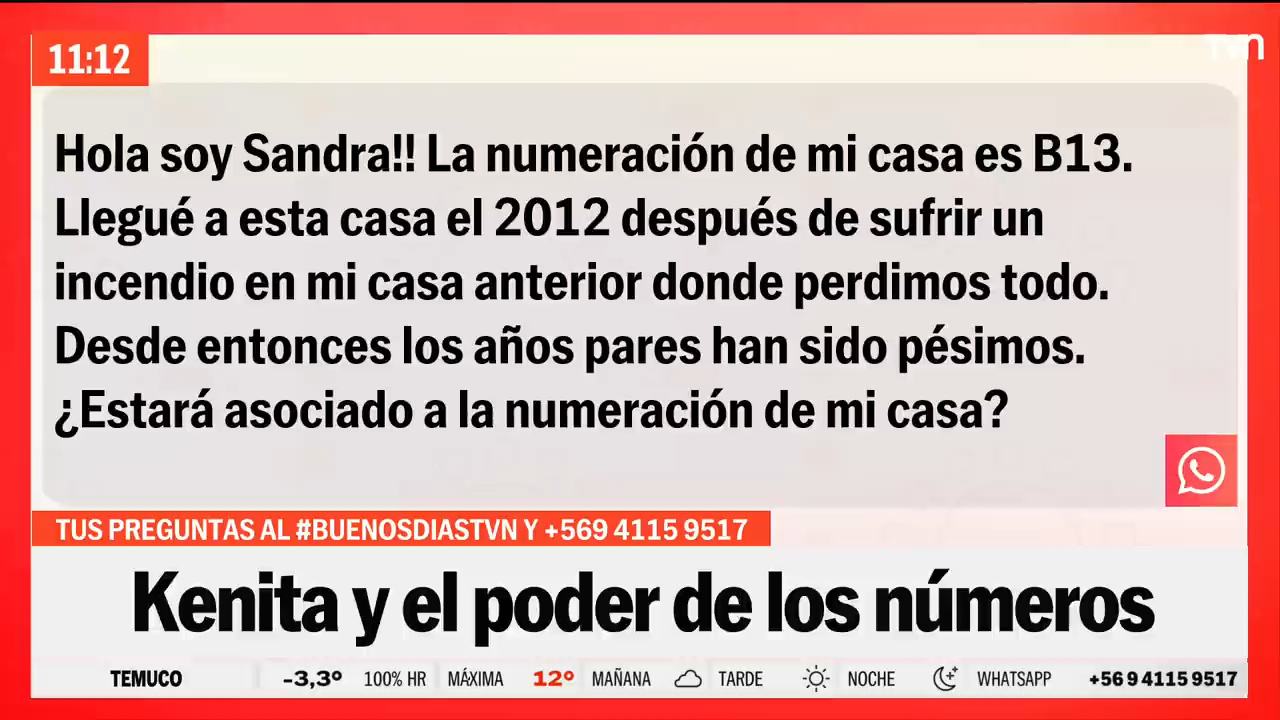 11:12
TVN
Hola soy Sandra!! La numeración de mi casa es B13.
Llegué a esta casa el 2012 después de sufrir un
incendio en mi casa anterior donde perdimos todo.
Desde entonces los años pares han sido pésimos.
¿Estará asociado a la numeración de mi casa?
TUS PREGUNTAS AL #BUENOSDIASTVN Y +569 4115 9517
Kenita y el poder de los números
TEMUCO -3,3° 100% HR MÁXIMA 12° MAÑANA TARDE NOCHE WHATSAPP +569 4115 9517